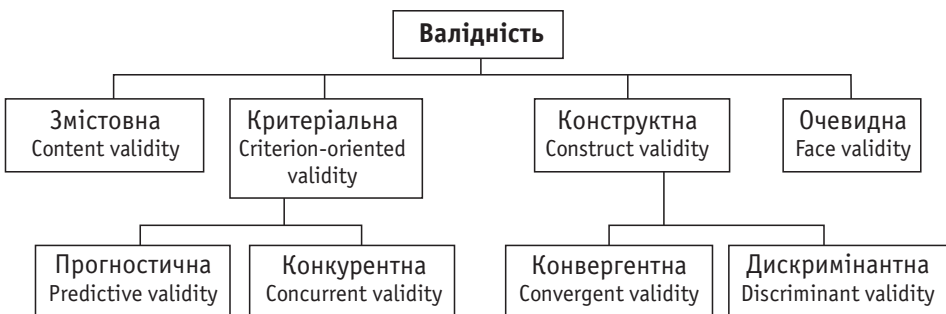 Валідність
Змістовна
Content validity
Критеріальна
Criterion-oriented
validity
Конструктна
Construct validity
Очевидна
Face validity
Прогностична
Predictive validity
Конкурентна
Concurrent validity
Конвергентна
Convergent validity
Дискримінантна
Discriminant validity